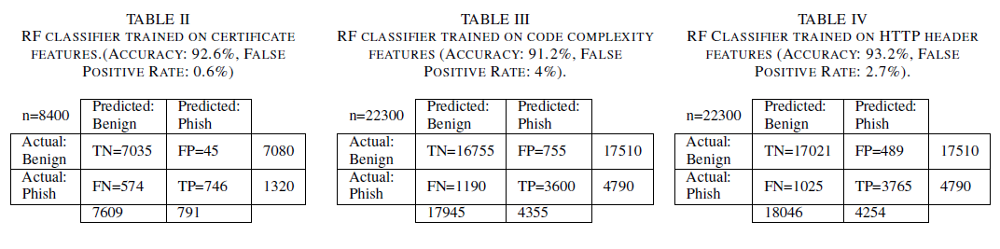 TABLE II
RF CLASSIFIER TRAINED ON CERTIFICATE
FEATURES.(ACCURACY: 92.6%, FALSE
POSITIVE RATE: 0.6%)
n=8400 Predicted: Benign Predicted: Phish
Actual: Benign TN=7035 FP=45 7080
Actual: Phish FN=574 TP=746 1320
7609 791
TABLE III
RF CLASSIFIER TRAINED ON CODE COMPLEXITY
FEATURES (ACCURACY: 91.2%, FALSE
POSITIVE RATE: 4%).
n=22300 Predicted: Benign Predicted: Phish
Actual: Benign TN=16755 FP=755 17510
Actual: Phish FN=1190 TP=3600 4790
17945 4355
TABLE IV
RF CLASSIFIER TRAINED ON HTTP HEADER
FEATURES (ACCURACY: 93.2%, FALSE
POSITIVE RATE: 2.7%).
n=22300 Predicted: Benign Predicted: Phish
Actual: Benign TN=17021 FP=489 17510
Actual: Phish FN=1025 TP=3765 4790
18046 4254